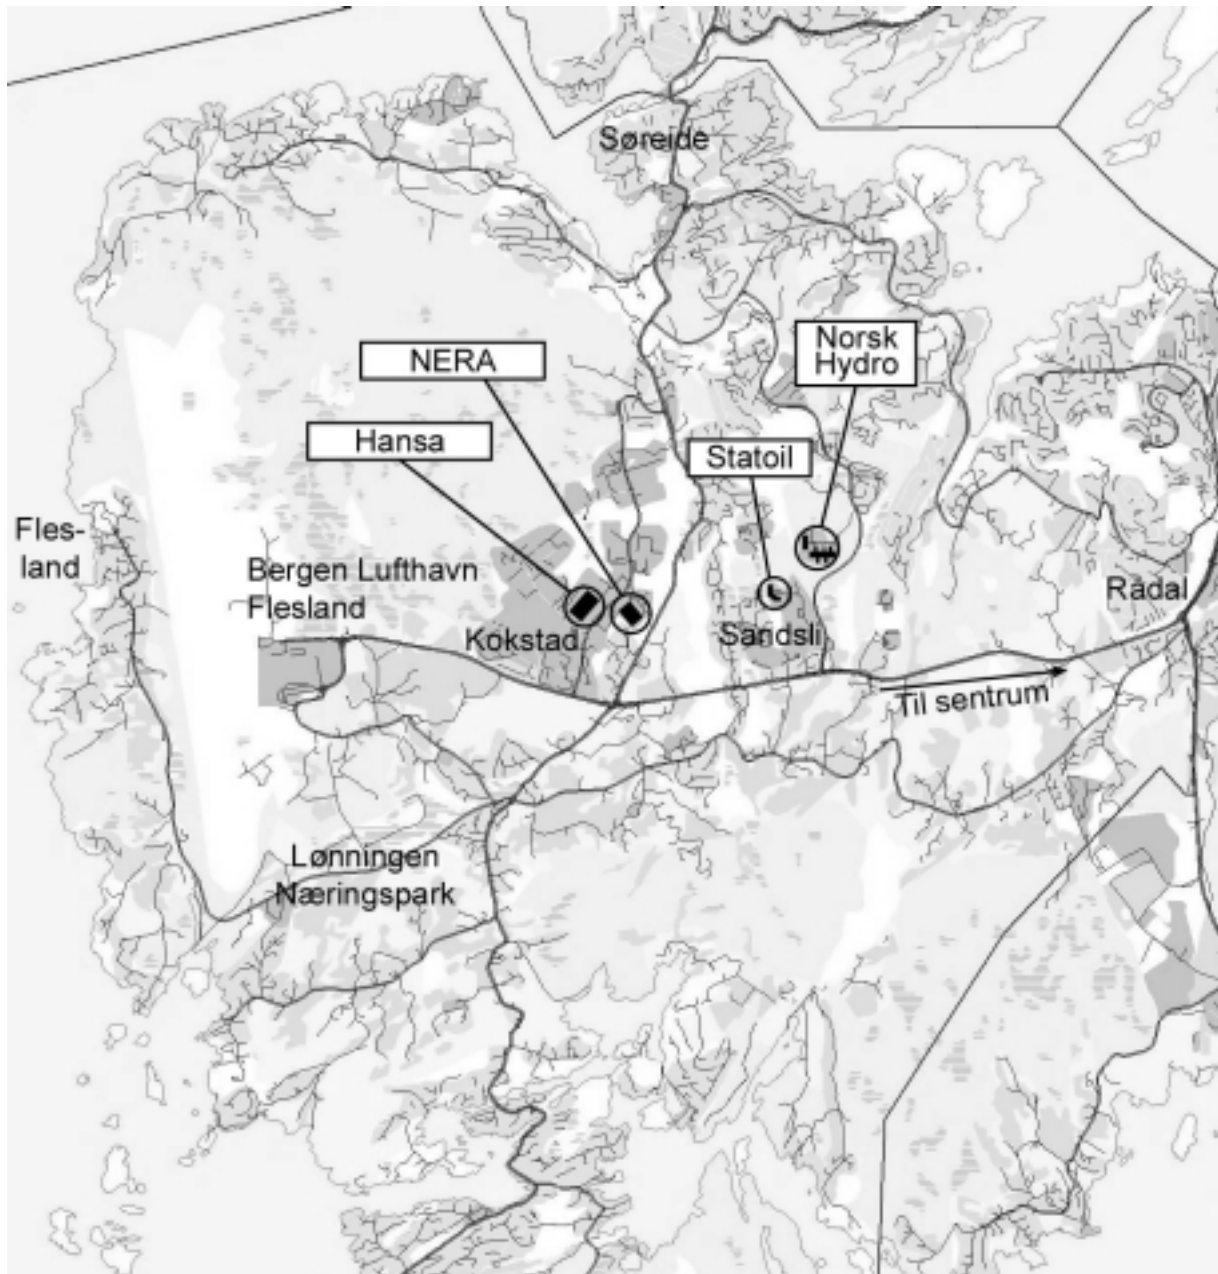 Søreide
Norsk
Hydro
NERA
Hansa
Statoil
Fles-
land
Bergen Lufthavn
Flesland
Kokstad
Sandsli
Rådal
Til sentrum
Lønningen
Næringspark